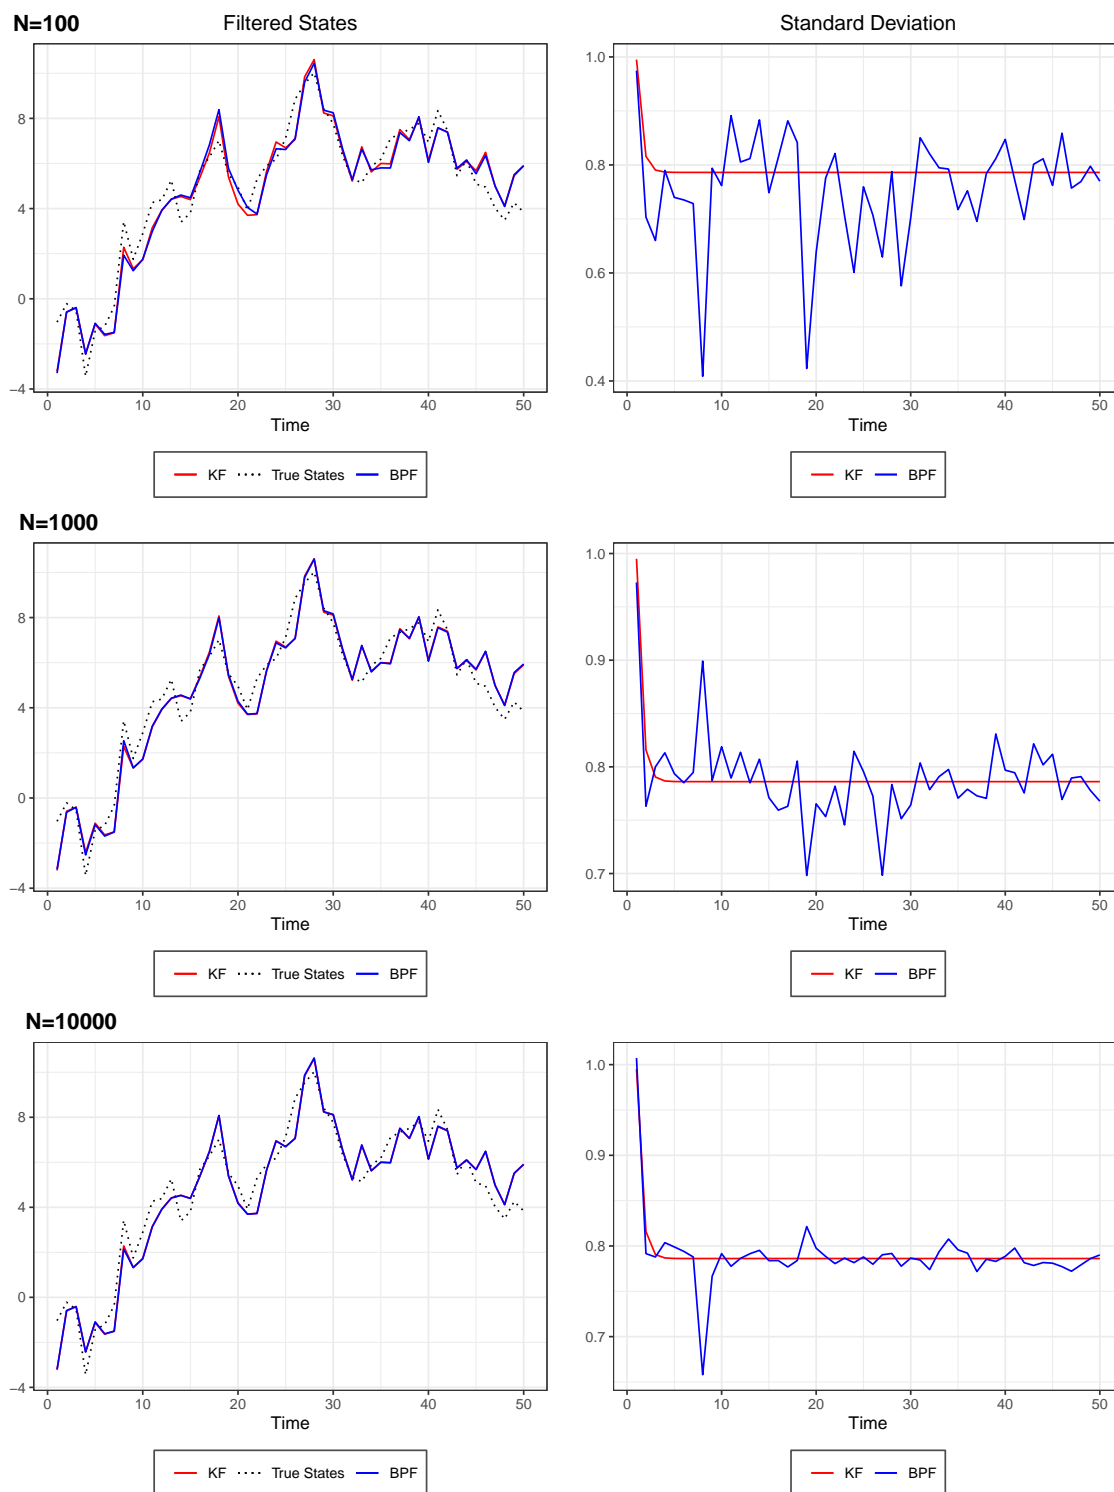 N=100
Filtered States
Standard Deviation
8
4
0
−4
0 10 20 30 40 50
Time
KF True States BPF
1.0
0.8
0.6
0.4
0 10 20 30 40 50
Time
KF BPF
N=1000
8
4
0
−4
0 10 20 30 40 50
Time
KF True States BPF
1.0
0.9
0.8
0.7
0 10 20 30 40 50
Time
KF BPF
N=10000
8
4
0
−4
0 10 20 30 40 50
Time
KF True States BPF
1.0
0.9
0.8
0.7
0 10 20 30 40 50
Time
KF BPF